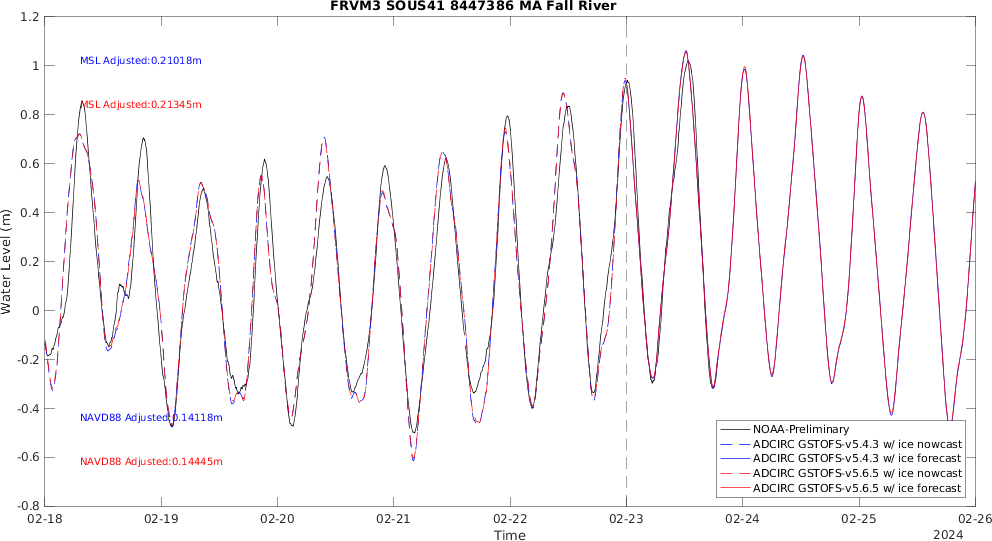 FRVM3 SOUS41 8447386 MA Fall River
1.2
1
0.8
0.6
0.4
0.2
0
-0.2
-0.4
-0.6
-0.8
Water Level (m)
MSL Adjusted:0.21018m
MSL Adjusted:0.21345m
NAVD88 Adjusted:0.14118m
NAVD88 Adjusted:0.14445m
NOAA-Preliminary
ADCIRC GSTOFS-v5.4.3 w/ ice nowcast
ADCIRC GSTOFS-v5.4.3 w/ ice forecast
ADCIRC GSTOFS-v5.6.5 w/ ice nowcast
ADCIRC GSTOFS-v5.6.5 w/ ice forecast
02-18 02-19 02-20 02-21 02-22 02-23 02-24 02-25 02-26
Time
2024